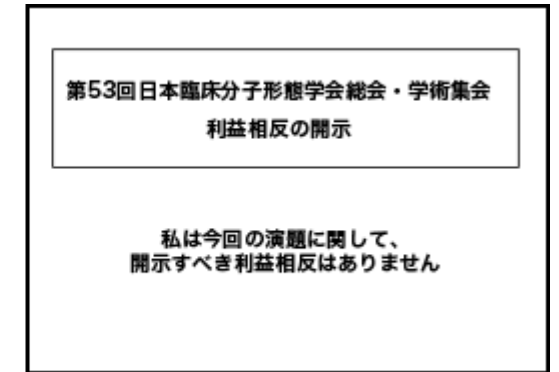 第53回日本臨床分子形態学会総会・学術集会
利益相反の開示
私は今回の演題に関して、
開示すべき利益相反はありません